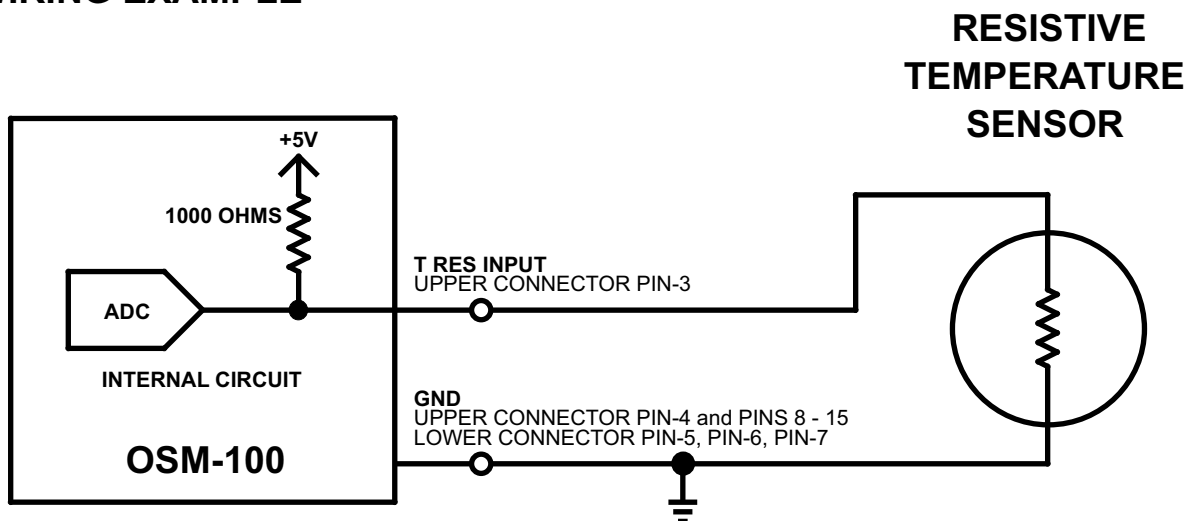 RESISTIVE
TEMPERATURE
SENSOR
+5V
1000 OHMS
T RES INPUT
UPPER CONNECTOR PIN-3
ADC
INTERNAL CIRCUIT
GND
UPPER CONNECTOR PIN-4 and PINS 8 - 15
LOWER CONNECTOR PIN-5, PIN-6, PIN-7
OSM-100